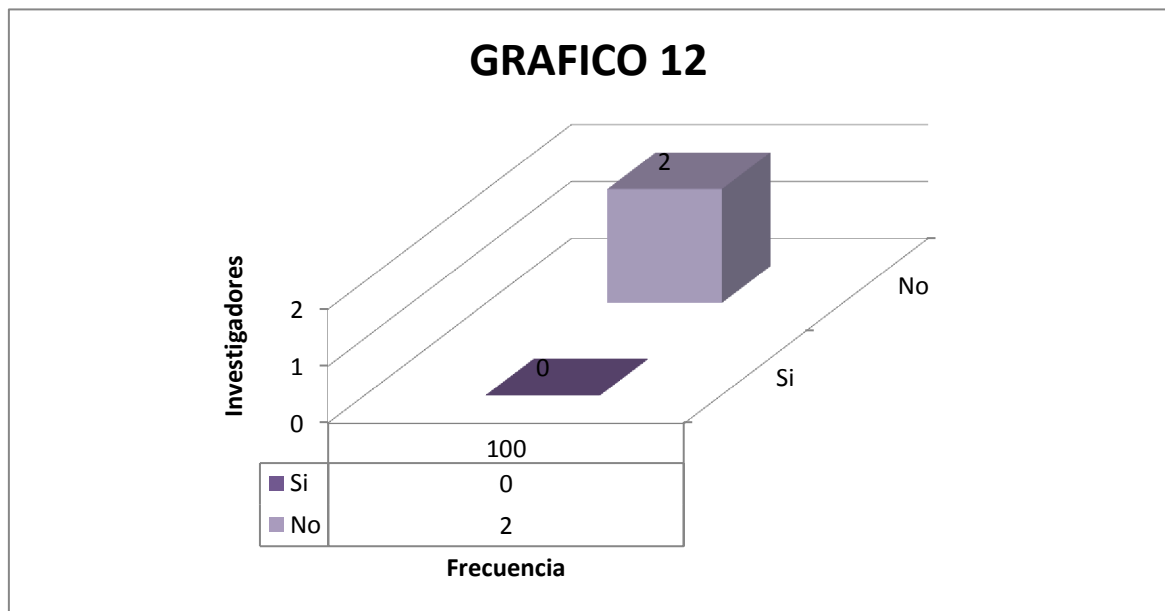 GRAFICO 12
Investigadores
2
1
0
2
0
No
Si
100
Si 0
No 2
Frecuencia